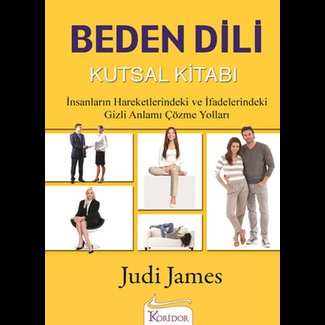 BEDEN DİLİ
KUTSAL KİTABI
İnsanların Hareketlerindeki ve İfadelerindeki
Gizli Anlamı Çözme Yolları
Judi James
KORİDOR